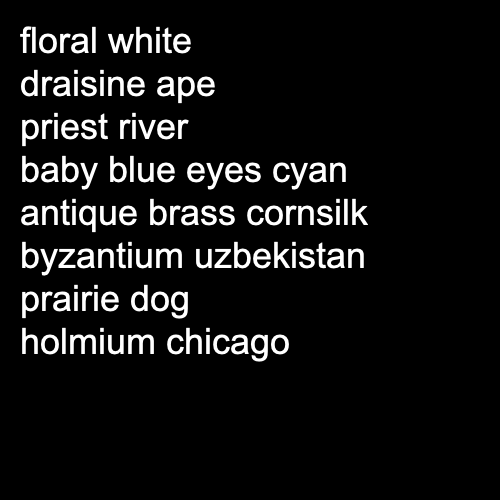 floral white
draisine ape
priest river
baby blue eyes cyan
antique brass cornsilk
byzantium uzbekistan
prairie dog
holmium chicago